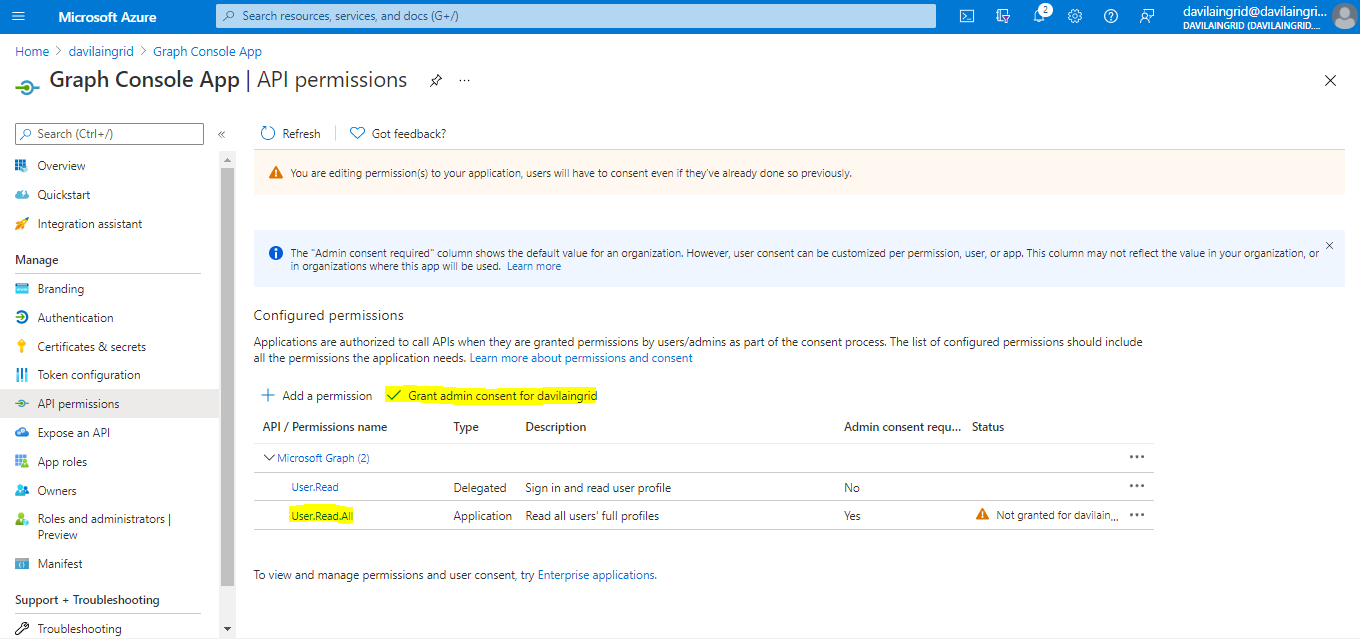 Microsoft Azure
Search resources, services, and docs (G+/)
2
davilaingrid@davilaingri...
DAVILAINGRID (DAVILAINGRID....
Home > davilaingrid > Graph Console App
Graph Console App | API permissions
...
Search (Ctrl+/)
«
Refresh
Got feedback?
Overview
Quickstart
Integration assistant
Manage
Branding
Authentication
Certificates & secrets
Token configuration
API permissions
Expose an API
App roles
Owners
Roles and administrators |
Preview
Manifest
Support + Troubleshooting
Troubleshooting
You are editing permission(s) to your application, users will have to consent even if they've already done so previously.
The "Admin consent required" column shows the default value for an organization. However, user consent can be customized per permission, user, or app. This column may not reflect the value in your organization, or
in organizations where this app will be used. Learn more
Configured permissions
Applications are authorized to call APIs when they are granted permissions by users/admins as part of the consent process. The list of configured permissions should include
all the permissions the application needs. Learn more about permissions and consent
Add a permission
Grant admin consent for davilaingrid
API / Permissions name Type Description Admin consent requ... Status
Microsoft Graph (2) ...
User.Read Delegated Sign in and read user profile No ...
User.Read.All Application Read all users' full profiles Yes Not granted for davilain... ...
To view and manage permissions and user consent, try Enterprise applications.